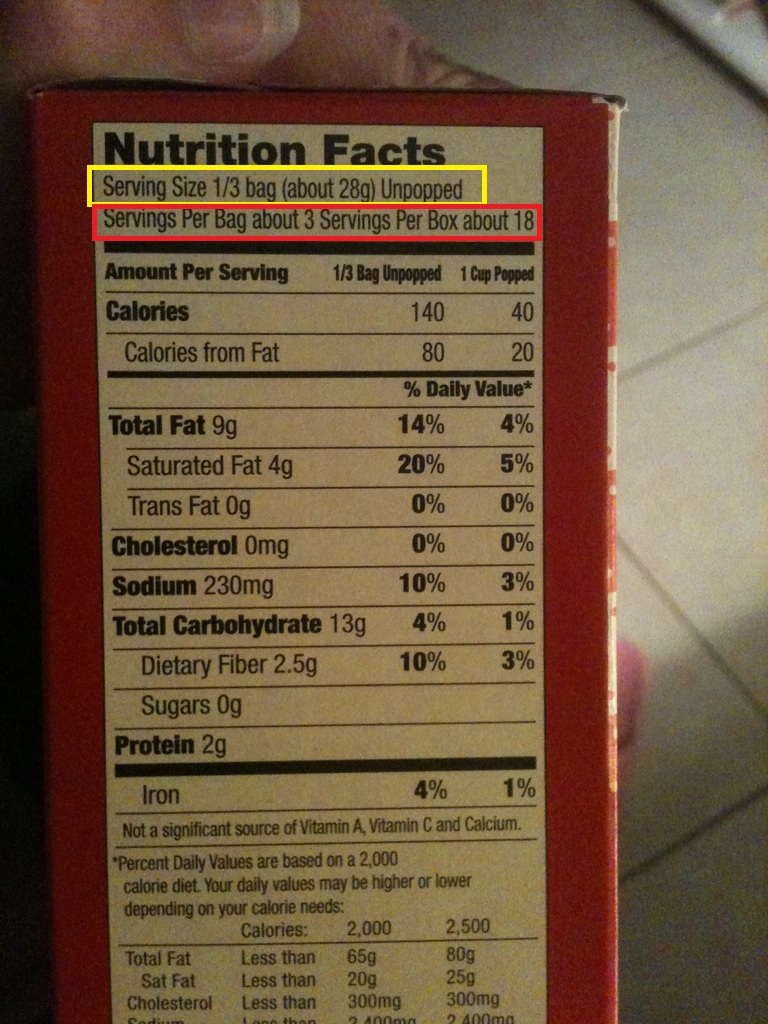 Nutrition Facts
Serving Size 1/3 bag (about 28g) Unpopped
Servings Per Bag about 3 Servings Per Box about 18
Amount Per Serving 1/3 Bag Unpopped 1 Cup Popped
Calories 140 40
Calories from Fat 80 20
% Daily Value*
Total Fat 9g 14% 4%
Saturated Fat 4g 20% 5%
Trans Fat 0g 0% 0%
Cholesterol 0mg 0% 0%
Sodium 230mg 10% 3%
Total Carbohydrate 13g 4% 1%
Dietary Fiber 2.5g 10% 3%
Sugars 0g
Protein 2g
Iron 4% 1%
Not a significant source of Vitamin A, Vitamin C and Calcium.
*Percent Daily Values are based on a 2,000
calorie diet. Your daily values may be higher or lower
depending on your calorie needs:
Calories: 2,000 2,500
Total Fat Less than 65g 80g
Sat Fat Less than 20g 25g
Cholesterol Less than 300mg 300mg
Sodium Less than 2,400mg 2,400mg